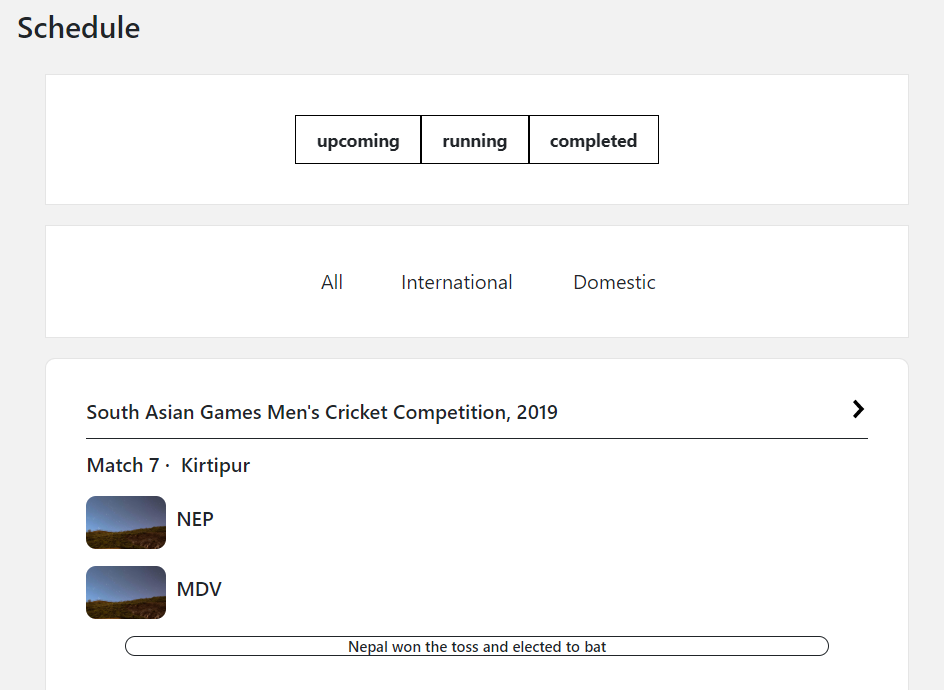 Schedule
upcoming running completed
All International Domestic
South Asian Games Men's Cricket Competition, 2019
Match 7 · Kirtipur
NEP
MDV
Nepal won the toss and elected to bat